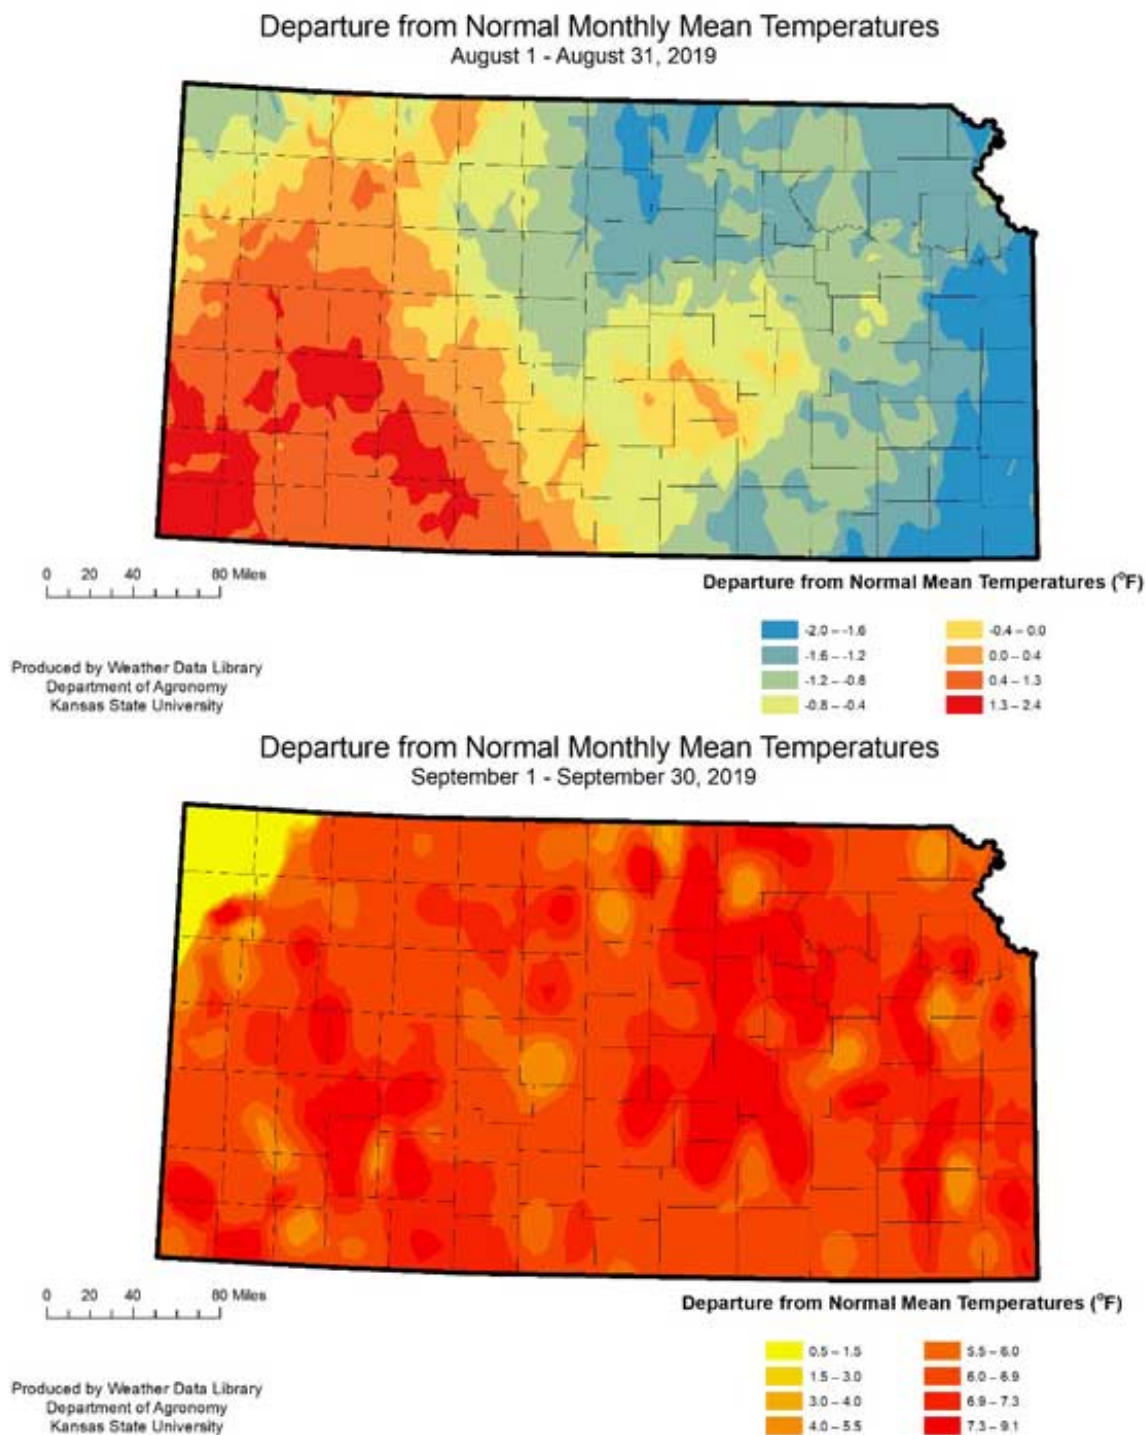 Departure from Normal Monthly Mean Temperatures
August 1 - August 31, 2019
0 20 40 80 Miles
Departure from Normal Mean Temperatures (°F)
-2.0 – -1.6
-1.6 – -1.2
-1.2 – -0.8
-0.8 – -0.4
-0.4 – 0.0
0.0 – 0.4
0.4 – 1.3
1.3 – 2.4
Produced by Weather Data Library
Department of Agronomy
Kansas State University
Departure from Normal Monthly Mean Temperatures
September 1 - September 30, 2019
0 20 40 80 Miles
Departure from Normal Mean Temperatures (°F)
0.5 – 1.5
1.5 – 3.0
3.0 – 4.0
4.0 – 5.5
5.5 – 6.0
6.0 – 6.9
6.9 – 7.3
7.3 – 9.1
Produced by Weather Data Library
Department of Agronomy
Kansas State University